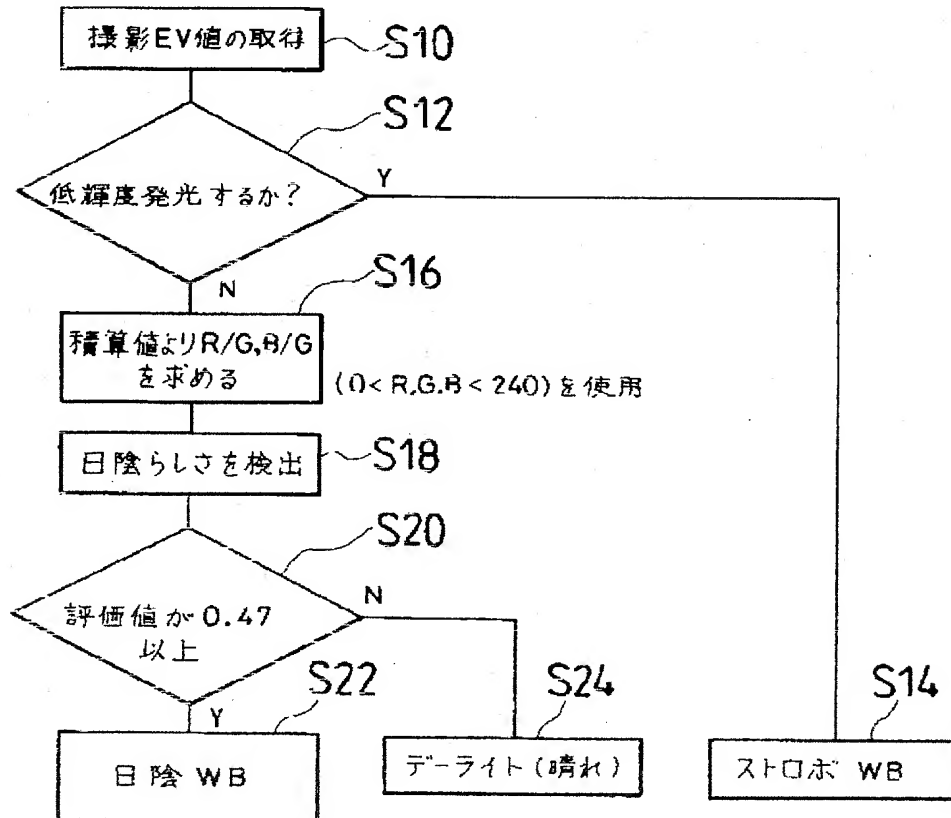 撮影EV値の取得
S10
S12
低輝度発光するか?
Y
N
S16
積算値よりR/G,B/G
を求める
(0<R.G.B<240)を使用
日陰らしさを検出
S18
S20
評価値が0.47
以上
N
Y
S22
S24
S14
日陰 WB
デーライト(晴れ)
ストロボ WB